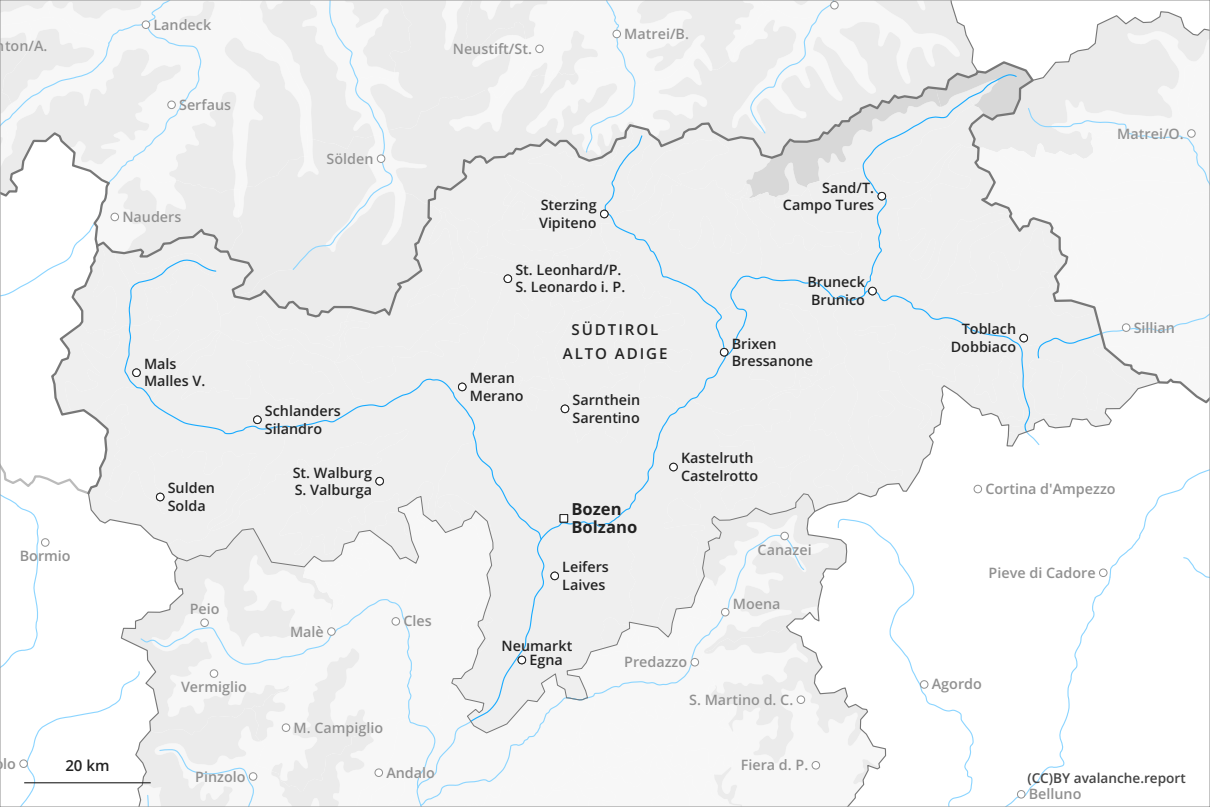 Landeck
nton/A.
Neustift/St.
Matrei/B.
Serfaus
Matrei/O.
Sölden
Nauders
Sand/T.
Campo Tures
Sterzing
Vipiteno
St. Leonhard/P.
S. Leonardo i. P.
Bruneck
Brunico
SÜDTIROL
ALTO ADIGE
Toblach
Dobbiaco
Sillian
Brixen
Bressanone
Mals
Malles V.
Meran
Merano
Sarnthein
Sarentino
Schlanders
Silandro
Kastelruth
Castelrotto
St. Walburg
S. Valburga
Sulden
Solda
Cortina d'Ampezzo
Bozen
Bolzano
Bormio
Canazei
Leifers
Laives
Pieve di Cadore
Peio
Moena
Malè
Cles
Neumarkt
Egna
Predazzo
Vermiglio
Agordo
S. Martino d. C.
M. Campiglio
lo
20 km
Pinzolo
Andalo
Fiera d. P.
(CC)BY avalanche.report
Belluno